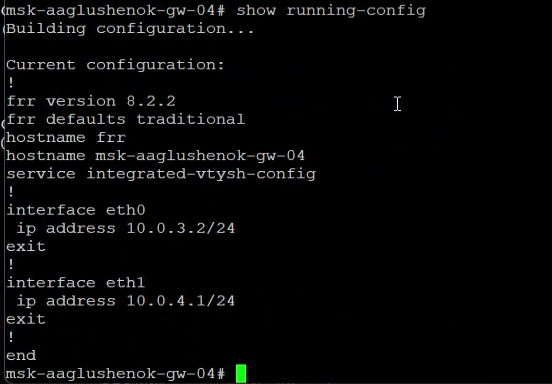 msk-aaglushenok-gw-04# show running-config
Building configuration...

Current configuration:
!
frr version 8.2.2
frr defaults traditional
hostname frr
hostname msk-aaglushenok-gw-04
service integrated-vtysh-config
!
interface eth0
 ip address 10.0.3.2/24
exit
!
interface eth1
 ip address 10.0.4.1/24
exit
!
end
msk-aaglushenok-gw-04#